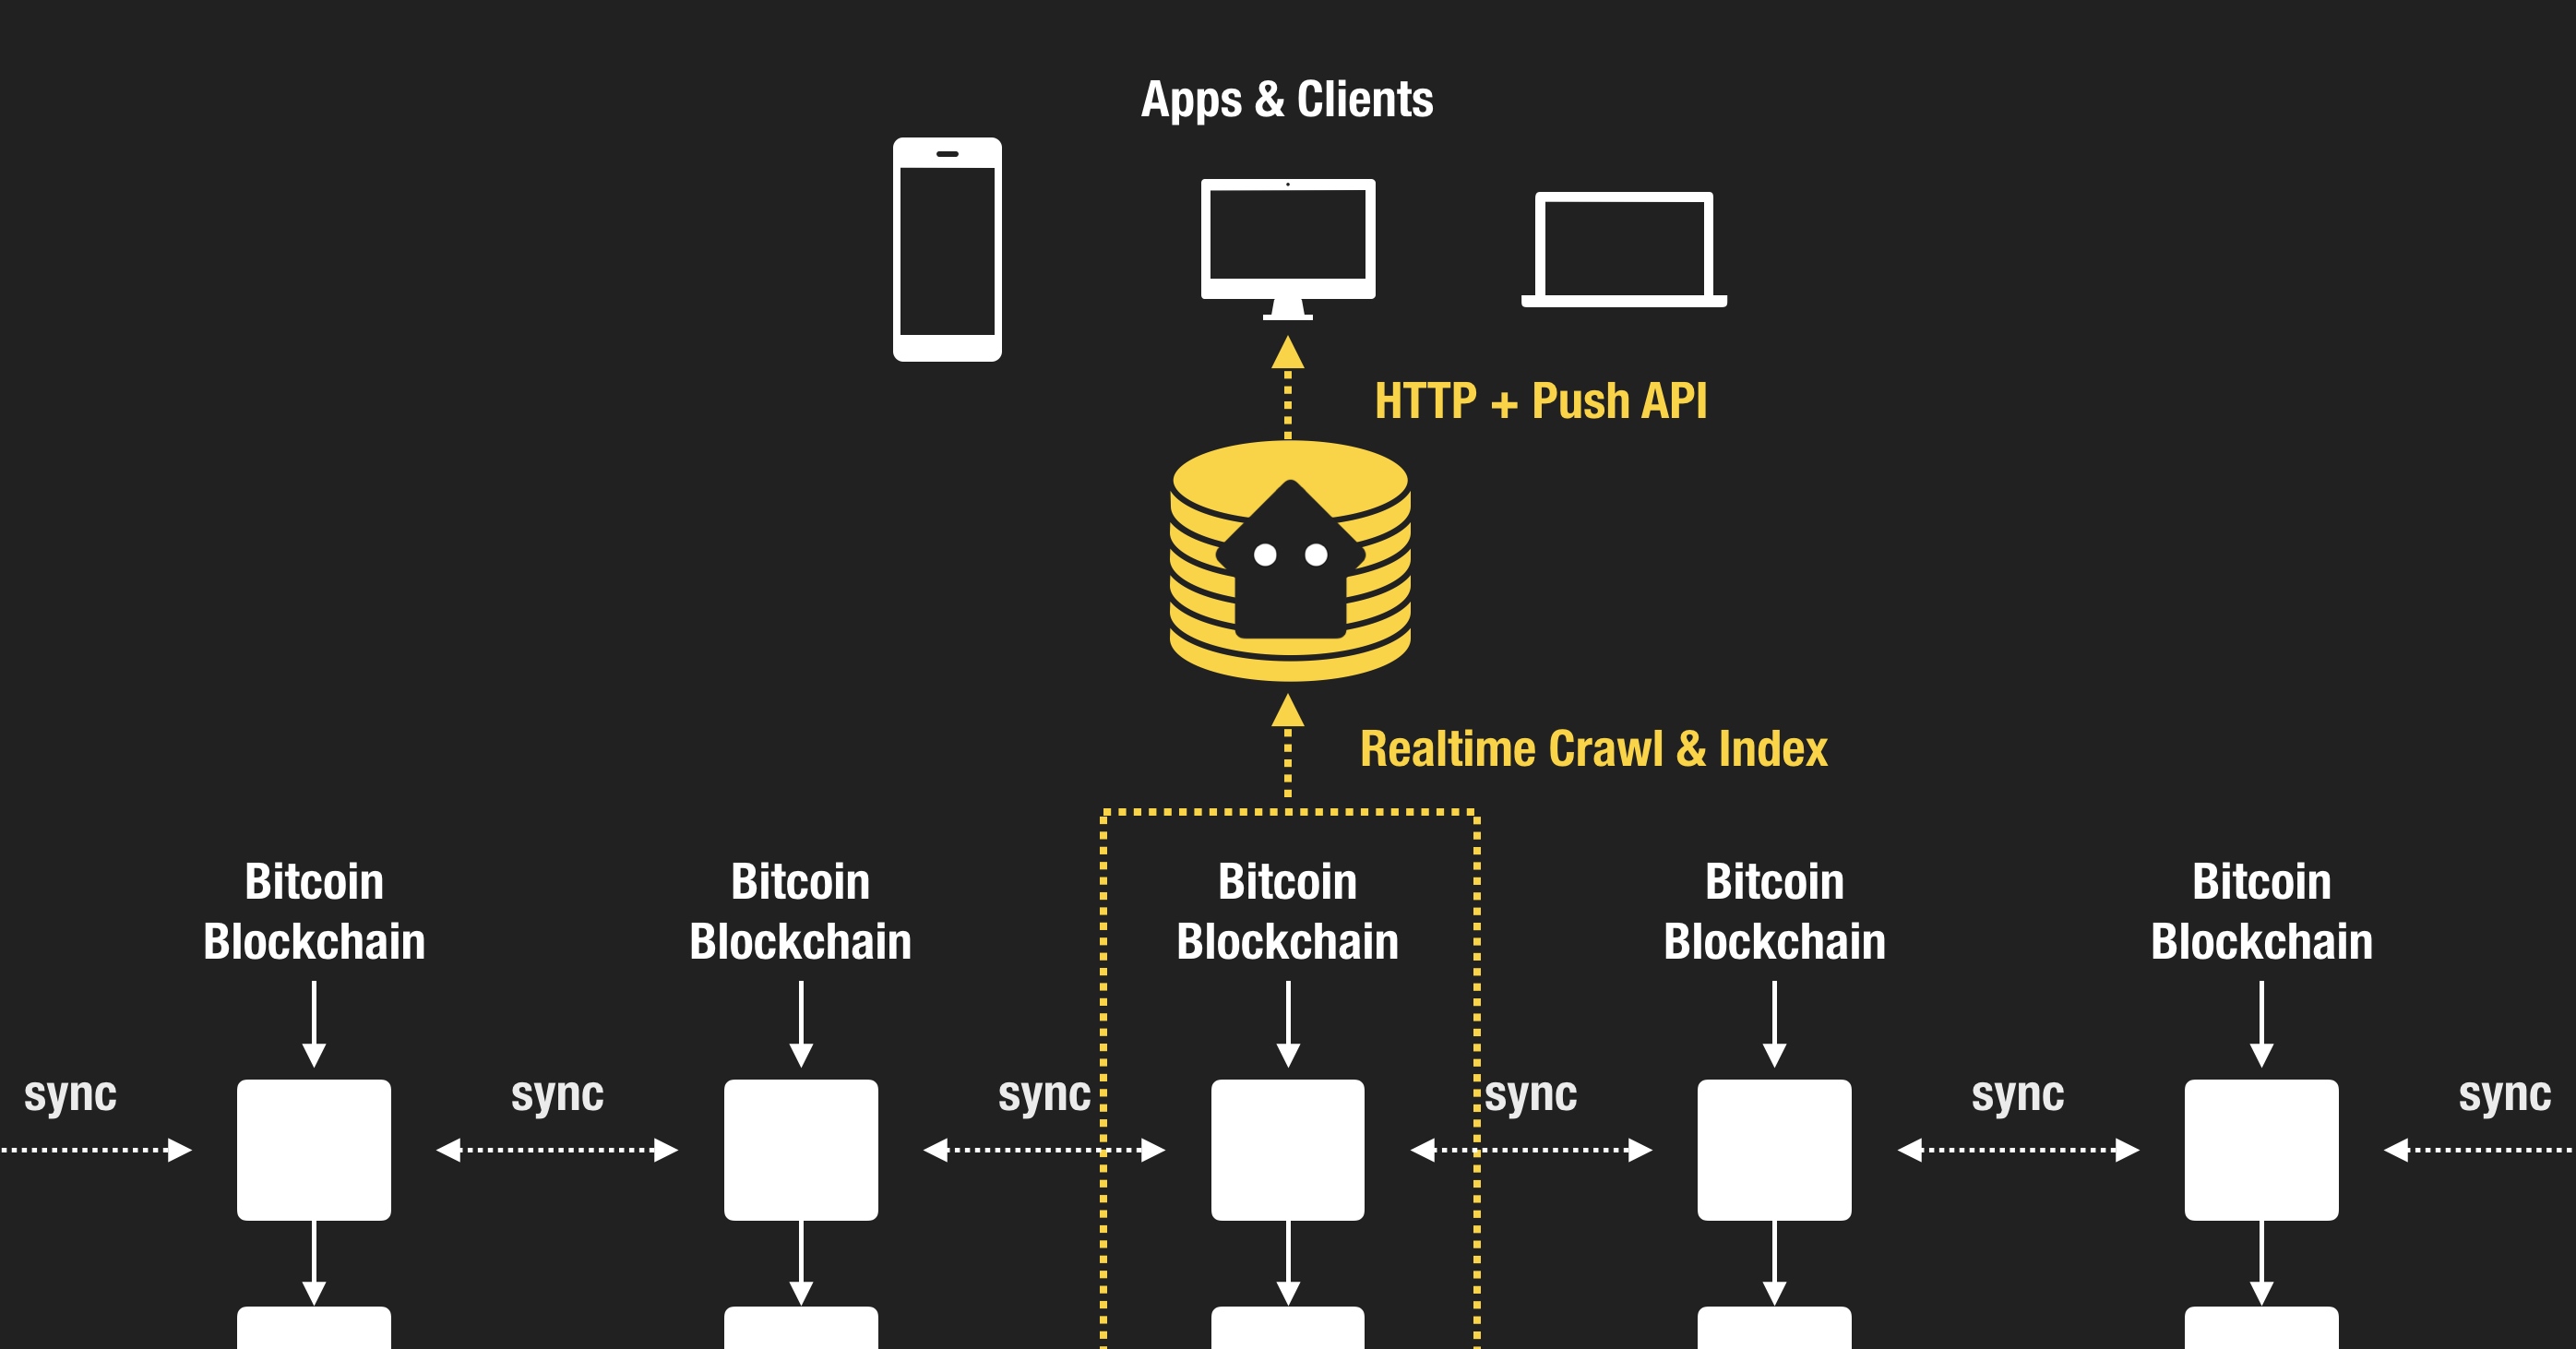 Apps & Clients
HTTP + Push API
Realtime Crawl & Index
Bitcoin
Blockchain
Bitcoin
Blockchain
Bitcoin
Blockchain
Bitcoin
Blockchain
Bitcoin
Blockchain
sync
sync
sync
sync
sync
sync